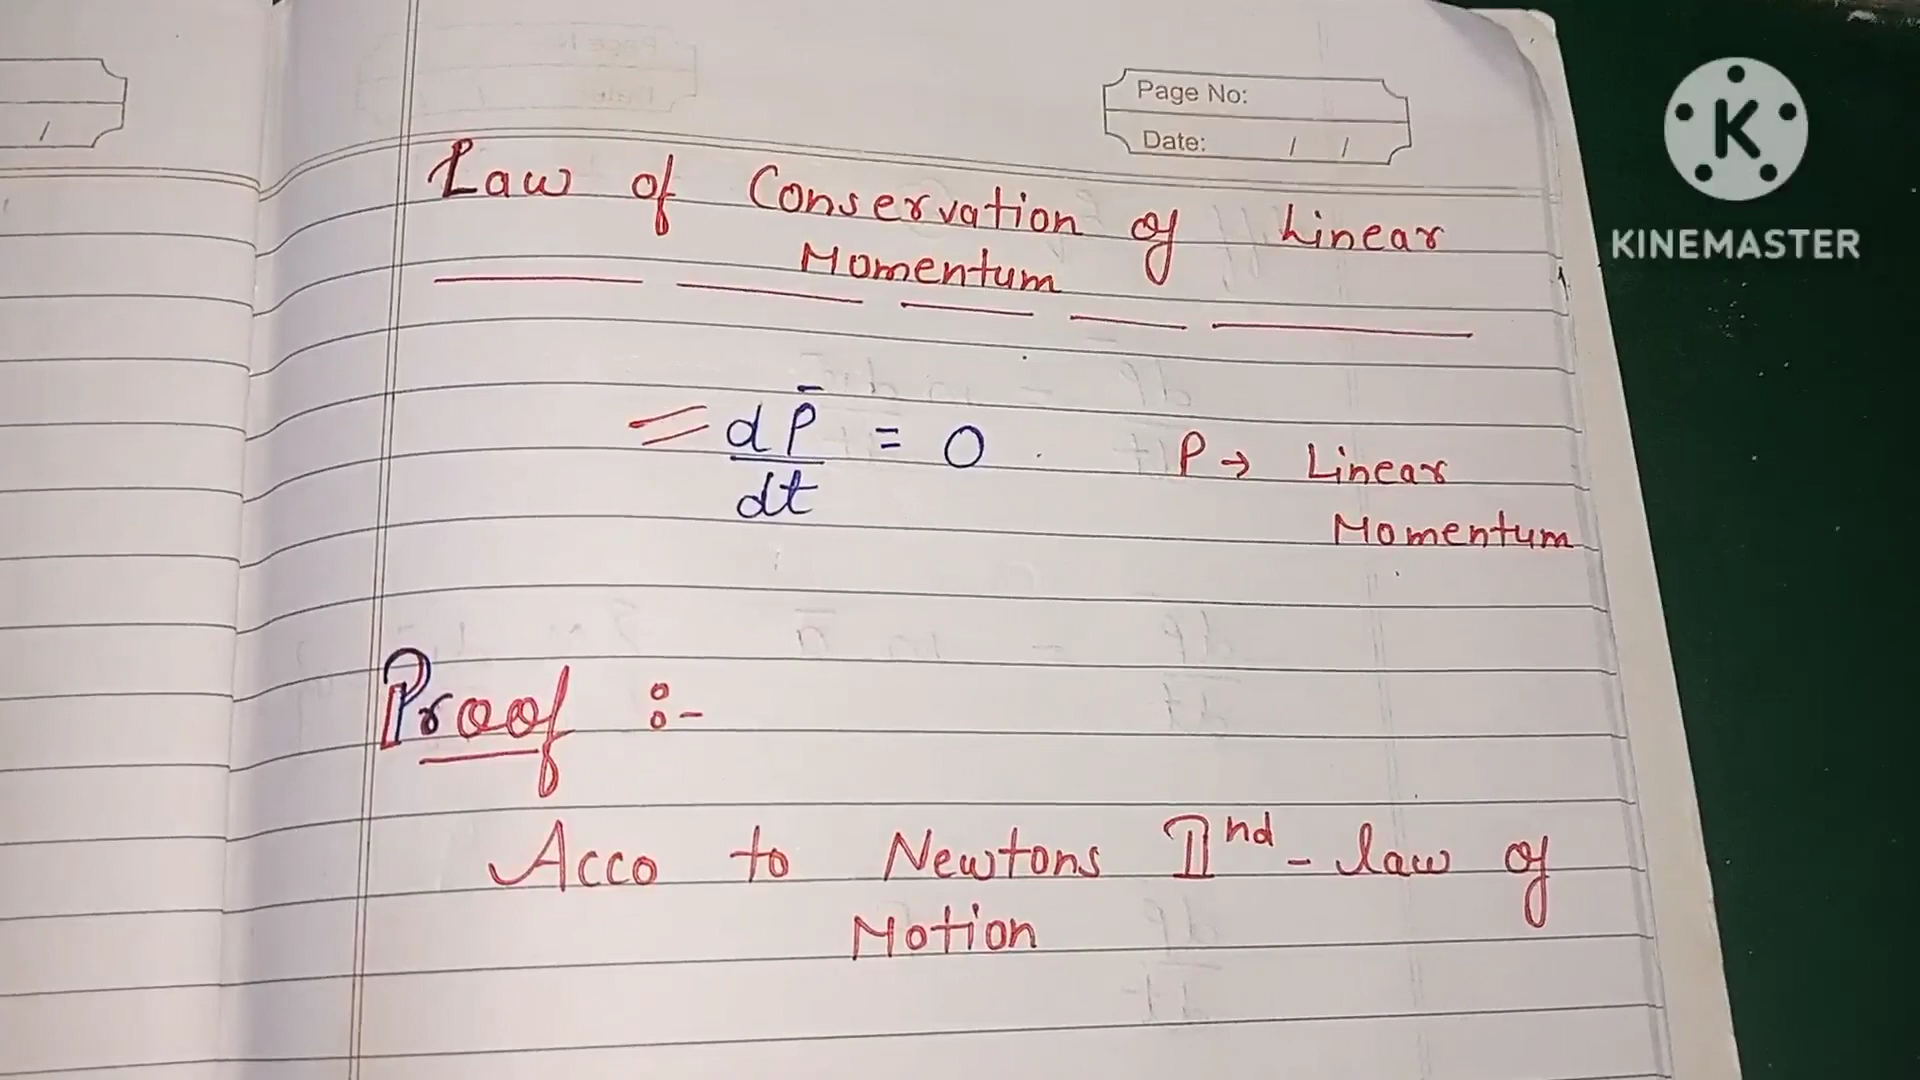 Page No:
Date: / /
Law of Conservation of Linear
Momentum
dP̄/dt = 0
P → Linear
Momentum
Proof :-
Acco to Newtons IInd - law of
Motion
K
KINEMASTER